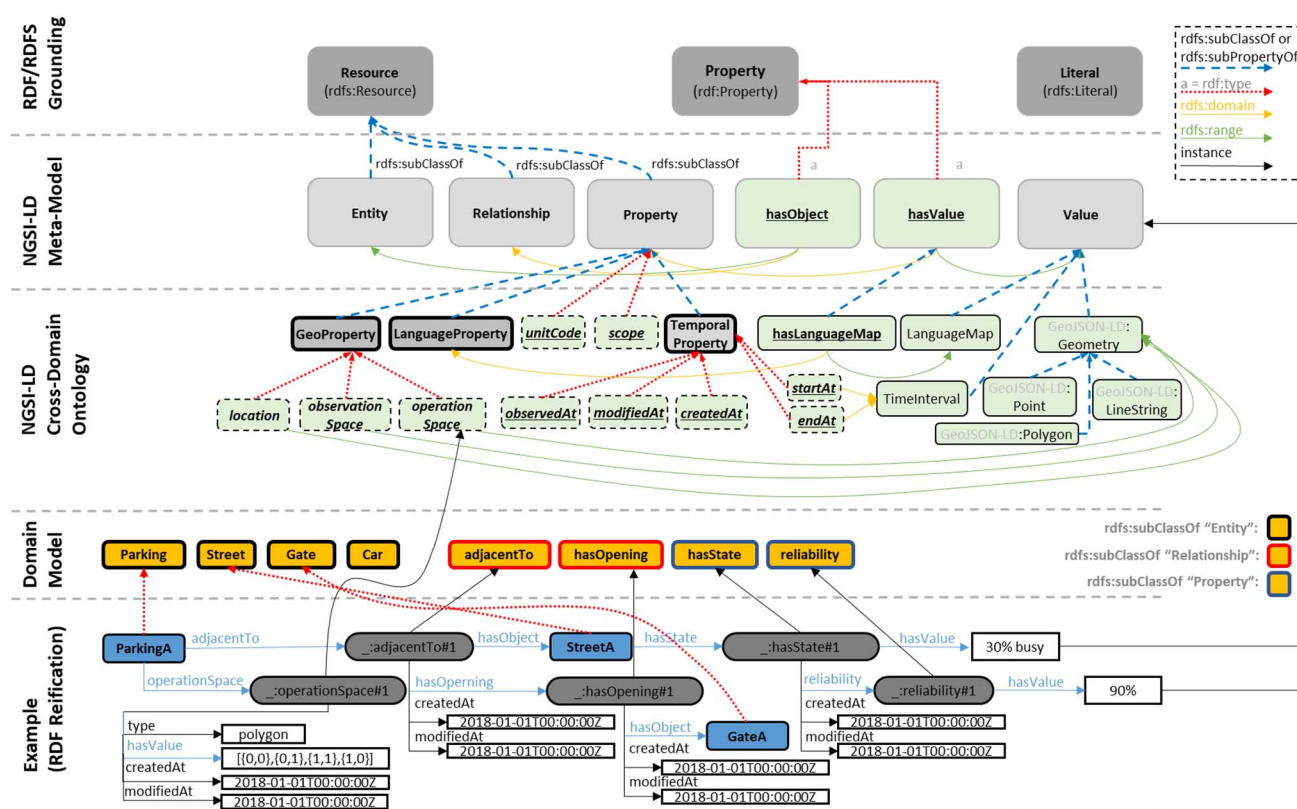 RDF/RDFS
Grounding
Resource
(rdfs:Resource)
Property
(rdf:Property)
Literal
(rdfs:Literal)
rdfs:subClassOf or
rdfs:subPropertyOf
a = rdf:type
rdfs:domain
rdfs:range
instance
NGSI-LD
Meta-Model
rdfs:subClassOf
rdfs:subClassOf
rdfs:subClassOf
a
a
Entity
Relationship
Property
hasObject
hasValue
Value
NGSI-LD
Cross-Domain
Ontology
GeoProperty
LanguageProperty
unitCode
scope
Temporal
Property
hasLanguageMap
LanguageMap
GeoJSON-LD:
Geometry
location
observation
Space
operation
Space
observedAt
modifiedAt
createdAt
startAt
endAt
TimeInterval
GeoJSON-LD:
Point
GeoJSON-LD:
LineString
GeoJSON-LD:Polygon
Domain
Model
Parking
Street
Gate
Car
adjacentTo
hasOpening
hasState
reliability
rdfs:subClassOf “Entity”:
rdfs:subClassOf “Relationship”:
rdfs:subClassOf “Property”:
Example
(RDF Reification)
ParkingA
adjacentTo
_:adjacentTo#1
hasObject
StreetA
hasState
_:hasState#1
hasValue
30% busy
operationSpace
_:operationSpace#1
hasOperning
_:hasOpening#1
reliability
_:reliability#1
hasValue
90%
createdAt
2018-01-01T00:00:00Z
modifiedAt
2018-01-01T00:00:00Z
createdAt
2018-01-01T00:00:00Z
modifiedAt
2018-01-01T00:00:00Z
type
polygon
hasValue
[{0,0},{0,1},{1,1},{1,0}]
createdAt
2018-01-01T00:00:00Z
modifiedAt
2018-01-01T00:00:00Z
hasObject
GateA
createdAt
2018-01-01T00:00:00Z
modifiedAt
2018-01-01T00:00:00Z